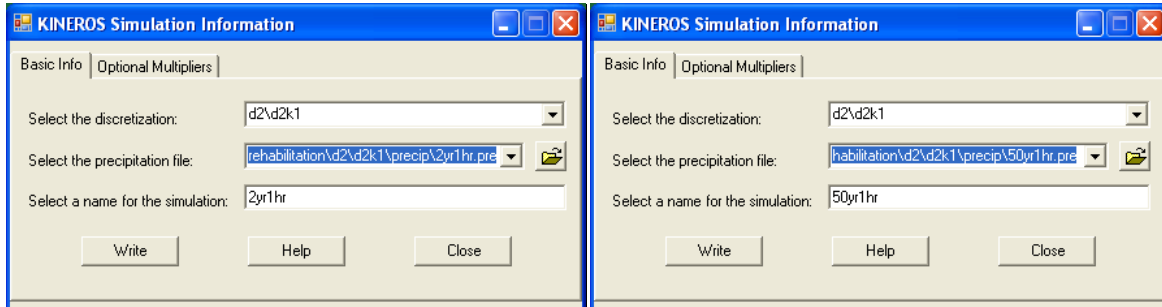 KINEROS Simulation Information
Basic Info
Optional Multipliers
Select the discretization:
d2\d2k1
Select the precipitation file:
rehabilitation\d2\d2k1\precip\2yr1hr.pre
Select a name for the simulation:
2yr1hr
Write
Help
Close
KINEROS Simulation Information
Basic Info
Optional Multipliers
Select the discretization:
d2\d2k1
Select the precipitation file:
habilitation\d2\d2k1\precip\50yr1hr.pre
Select a name for the simulation:
50yr1hr
Write
Help
Close